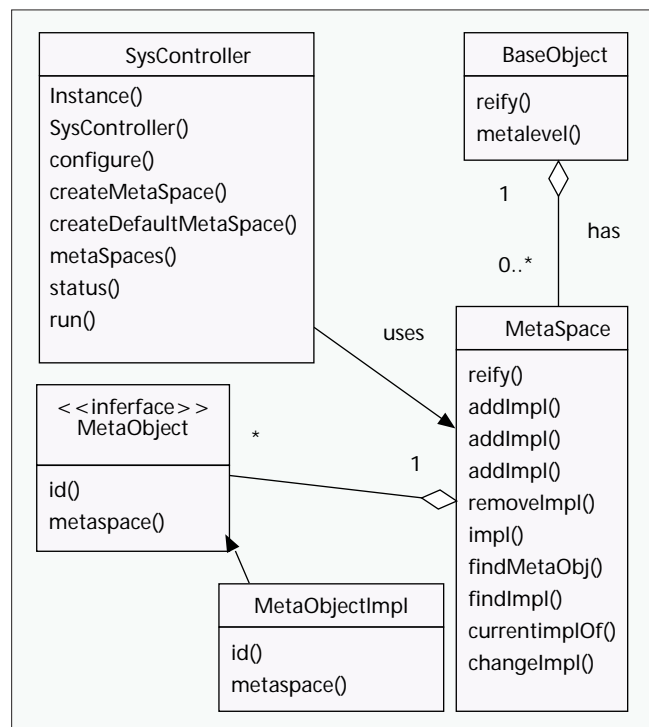 SysController
Instance()
SysController()
configure()
createMetaSpace()
createDefaultMetaSpace()
metaSpaces()
status()
run()
BaseObject
reify()
metalevel()
1
has
0..*
uses
MetaSpace
reify()
addImpl()
addImpl()
addImpl()
removeImpl()
impl()
findMetaObj()
findImpl()
currentimplOf()
changeImpl()
<<inferface>>
MetaObject
id()
metaspace()
*
1
MetaObjectImpl
id()
metaspace()